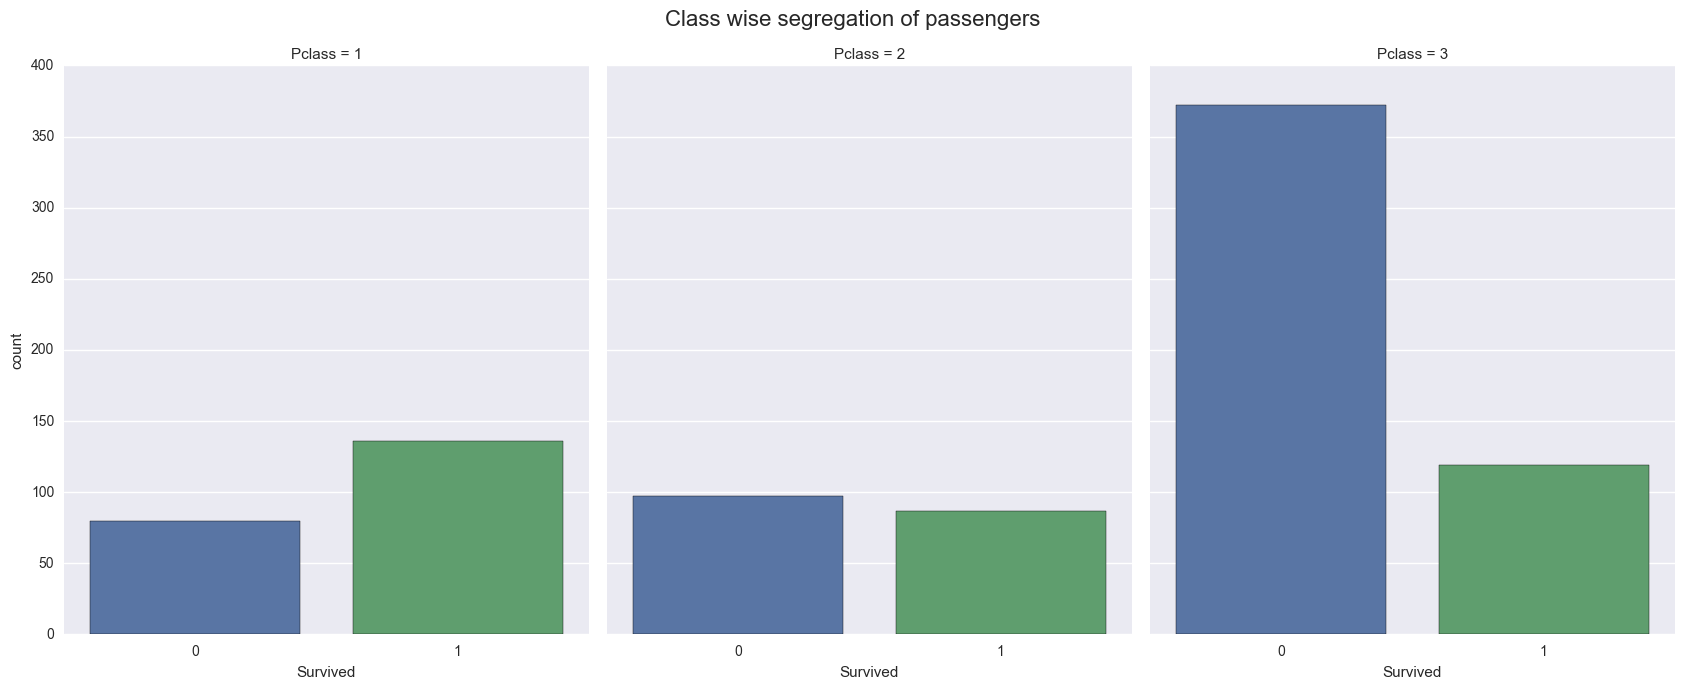 Class wise segregation of passengers
Pclass = 1
Pclass = 2
Pclass = 3
400
350
300
250
200
150
100
50
0
count
0 1
0 1
0 1
Survived
Survived
Survived